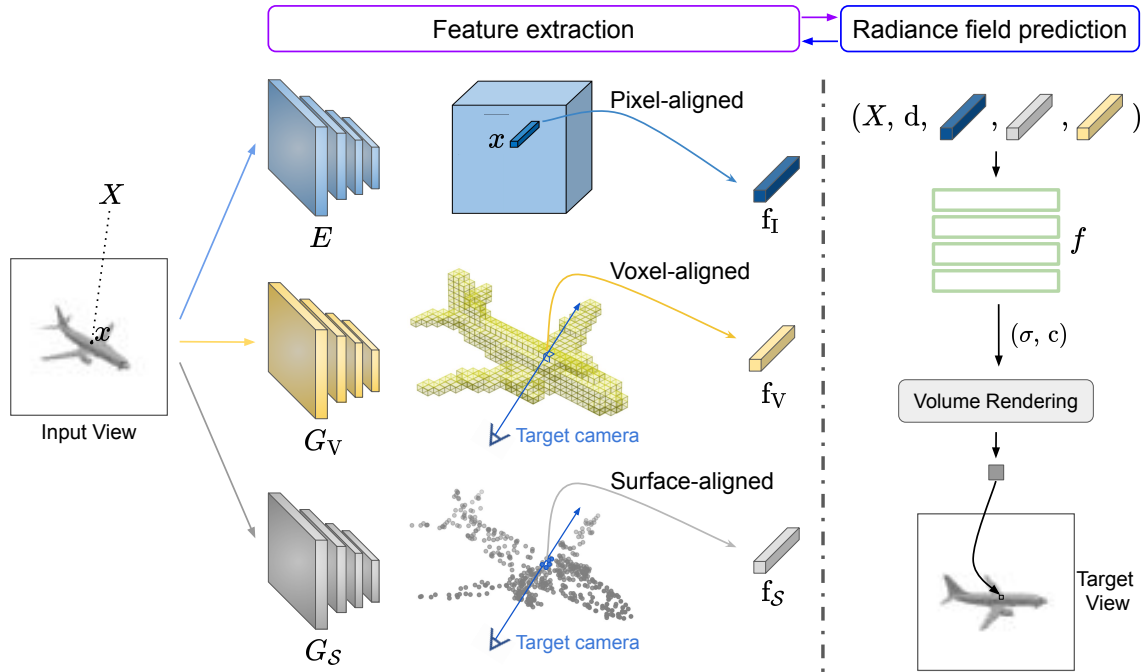 Feature extraction
Radiance field prediction
Pixel-aligned
x
f_I
E
X
x
Input View
Voxel-aligned
f_V
G_V
Target camera
Surface-aligned
f_𝒮
G_𝒮
Target camera
(X, d, , , )
f
(σ, c)
Volume Rendering
Target
View